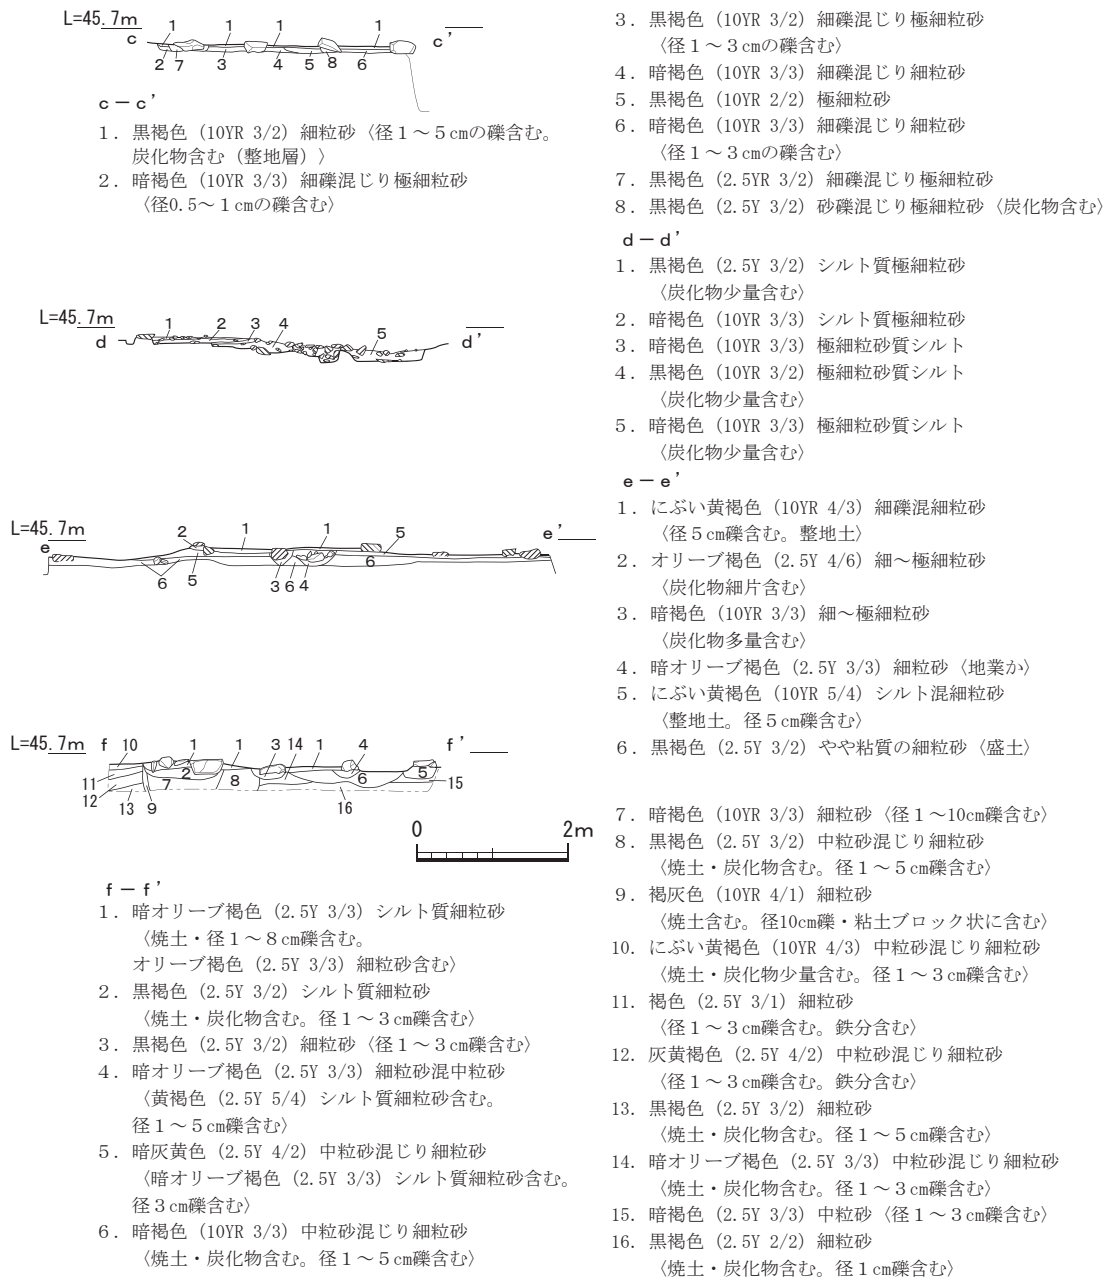 L=45.7m
1 1 1 1
c c’
2 7 3 4 5 8 6
c－c’
1．黒褐色（10YR 3/2）細粒砂〈径１～５cmの礫含む。
炭化物含む（整地層）〉
2．暗褐色（10YR 3/3）細礫混じり極細粒砂
〈径0.5～１cmの礫含む〉
3．黒褐色（10YR 3/2）細礫混じり極細粒砂
〈径１～３cmの礫含む〉
4．暗褐色（10YR 3/3）細礫混じり細粒砂
5．黒褐色（10YR 2/2）極細粒砂
6．暗褐色（10YR 3/3）細礫混じり細粒砂
〈径１～３cmの礫含む〉
7．黒褐色（2.5YR 3/2）細礫混じり極細粒砂
8．黒褐色（2.5Y 3/2）砂礫混じり極細粒砂〈炭化物含む〉
L=45.7m
1 2 3 4 5
d d’
d－d’
1．黒褐色（2.5Y 3/2）シルト質極細粒砂
〈炭化物少量含む〉
2．暗褐色（10YR 3/3）シルト質極細粒砂
3．暗褐色（10YR 3/3）極細粒砂質シルト
4．黒褐色（10YR 3/2）極細粒砂質シルト
〈炭化物少量含む〉
5．暗褐色（10YR 3/3）極細粒砂質シルト
〈炭化物少量含む〉
L=45.7m
2 1 1 5
e e’
6
6 5 3 6 4
e－e’
1．にぶい黄褐色（10YR 4/3）細礫混細粒砂
〈径５cm礫含む。整地土〉
2．オリーブ褐色（2.5Y 4/6）細～極細粒砂
〈炭化物細片含む〉
3．暗褐色（10YR 3/3）細～極細粒砂
〈炭化物多量含む〉
4．暗オリーブ褐色（2.5Y 3/3）細粒砂〈地業か〉
5．にぶい黄褐色（10YR 5/4）シルト混細粒砂
〈整地土。径５cm礫含む〉
6．黒褐色（2.5Y 3/2）やや粘質の細粒砂〈盛土〉
L=45.7m
f 10 1 1 3 14 1 4 f’
11 7 2 8 6 5 15
12 13 9 16
0 2m
f－f’
1．暗オリーブ褐色（2.5Y 3/3）シルト質細粒砂
〈焼土・径１～８cm礫含む。
オリーブ褐色（2.5Y 3/3）細粒砂含む〉
2．黒褐色（2.5Y 3/2）シルト質細粒砂
〈焼土・炭化物含む。径１～３cm礫含む〉
3．黒褐色（2.5Y 3/2）細粒砂〈径１～３cm礫含む〉
4．暗オリーブ褐色（2.5Y 3/3）細粒砂混中粒砂
〈黄褐色（2.5Y 5/4）シルト質細粒砂含む。
径１～５cm礫含む〉
5．暗灰黄色（2.5Y 4/2）中粒砂混じり細粒砂
〈暗オリーブ褐色（2.5Y 3/3）シルト質細粒砂含む。
径３cm礫含む〉
6．暗褐色（10YR 3/3）中粒砂混じり細粒砂
〈焼土・炭化物含む。径１～５cm礫含む〉
7．暗褐色（10YR 3/3）細粒砂〈径１～10cm礫含む〉
8．黒褐色（2.5Y 3/2）中粒砂混じり細粒砂
〈焼土・炭化物含む。径１～５cm礫含む〉
9．褐灰色（10YR 4/1）細粒砂
〈焼土含む。径10cm礫・粘土ブロック状に含む〉
10．にぶい黄褐色（10YR 4/3）中粒砂混じり細粒砂
〈焼土・炭化物少量含む。径１～３cm礫含む〉
11．褐色（2.5Y 3/1）細粒砂
〈径１～３cm礫含む。鉄分含む〉
12．灰黄褐色（2.5Y 4/2）中粒砂混じり細粒砂
〈径１～３cm礫含む。鉄分含む〉
13．黒褐色（2.5Y 3/2）細粒砂
〈焼土・炭化物含む。径１～５cm礫含む〉
14．暗オリーブ褐色（2.5Y 3/3）中粒砂混じり細粒砂
〈焼土・炭化物含む。径１～３cm礫含む〉
15．暗褐色（2.5Y 3/3）中粒砂〈径１～３cm礫含む〉
16．黒褐色（2.5Y 2/2）細粒砂
〈焼土・炭化物含む。径１cm礫含む〉